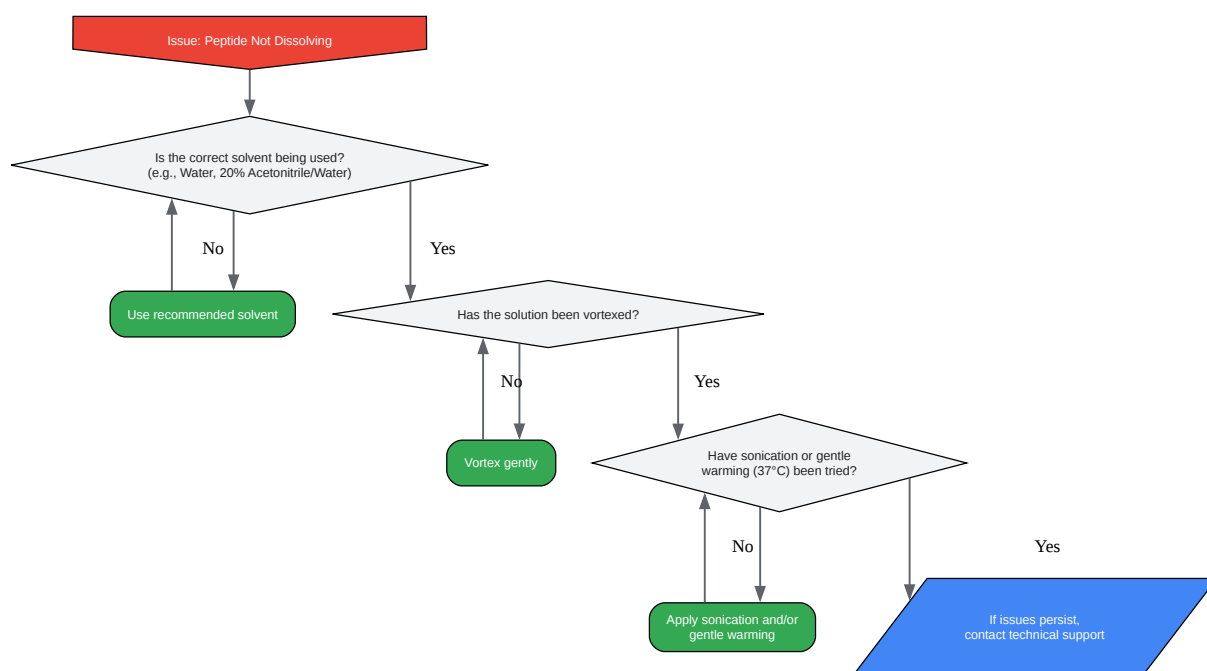 Issue: Peptide Not Dissolving
Is the correct solvent being used?
(e.g., Water, 20% Acetonitrile/Water)
No
Yes
Use recommended solvent
Has the solution been vortexed?
No
Yes
Vortex gently
Have sonication or gentle
warming (37°C) been tried?
No
Yes
Apply sonication and/or
gentle warming
If issues persist,
contact technical support